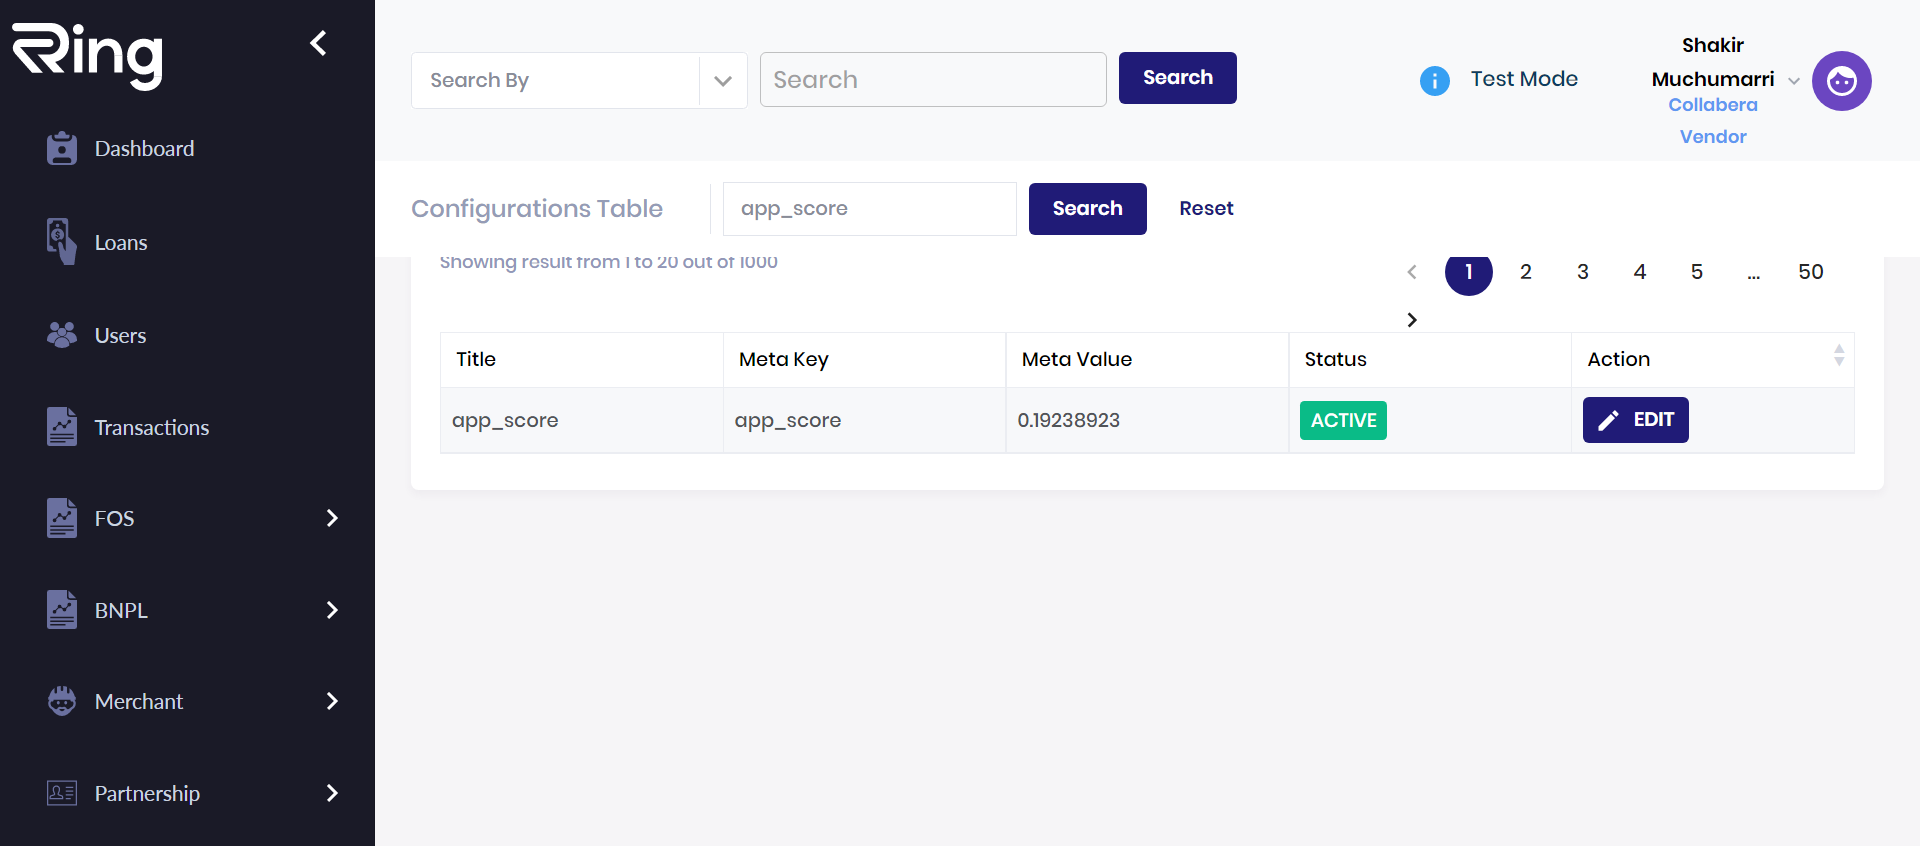 Ring
Dashboard
Loans
Users
Transactions
FOS
BNPL
Merchant
Partnership
Search By
Search
Search
Test Mode
Shakir
Muchumarri
Collabera
Vendor
Configurations Table
app_score
Search
Reset
Showing result from 1 to 20 out of 1000
1 2 3 4 5 ... 50
Title Meta Key Meta Value Status Action
app_score app_score 0.19238923 ACTIVE EDIT